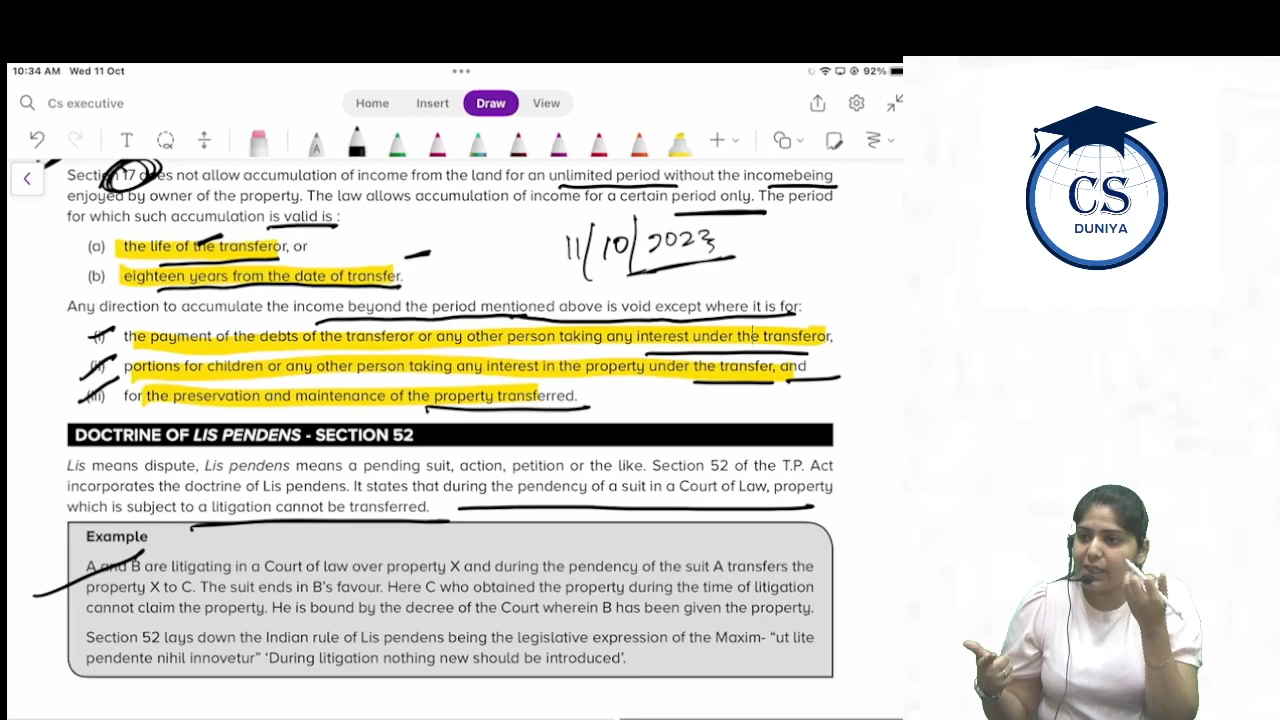 10:34 AM Wed 11 Oct
92%
Cs executive
Home Insert Draw View
Section 17 does not allow accumulation of income from the land for an unlimited period without the incomebeing
enjoyed by owner of the property. The law allows accumulation of income for a certain period only. The period
for which such accumulation is valid is :
(a) the life of the transferor, or
11/10/2023
(b) eighteen years from the date of transfer.
Any direction to accumulate the income beyond the period mentioned above is void except where it is for:
(i) the payment of the debts of the transferor or any other person taking any interest under the transferor,
(ii) portions for children or any other person taking any interest in the property under the transfer, and
(iii) for the preservation and maintenance of the property transferred.
DOCTRINE OF LIS PENDENS - SECTION 52
Lis means dispute, Lis pendens means a pending suit, action, petition or the like. Section 52 of the T.P. Act
incorporates the doctrine of Lis pendens. It states that during the pendency of a suit in a Court of Law, property
which is subject to a litigation cannot be transferred.
Example
A and B are litigating in a Court of law over property X and during the pendency of the suit A transfers the
property X to C. The suit ends in B's favour. Here C who obtained the property during the time of litigation
cannot claim the property. He is bound by the decree of the Court wherein B has been given the property.
Section 52 lays down the Indian rule of Lis pendens being the legislative expression of the Maxim- “ut lite
pendente nihil innovetur” ‘During litigation nothing new should be introduced’.
CS
DUNIYA